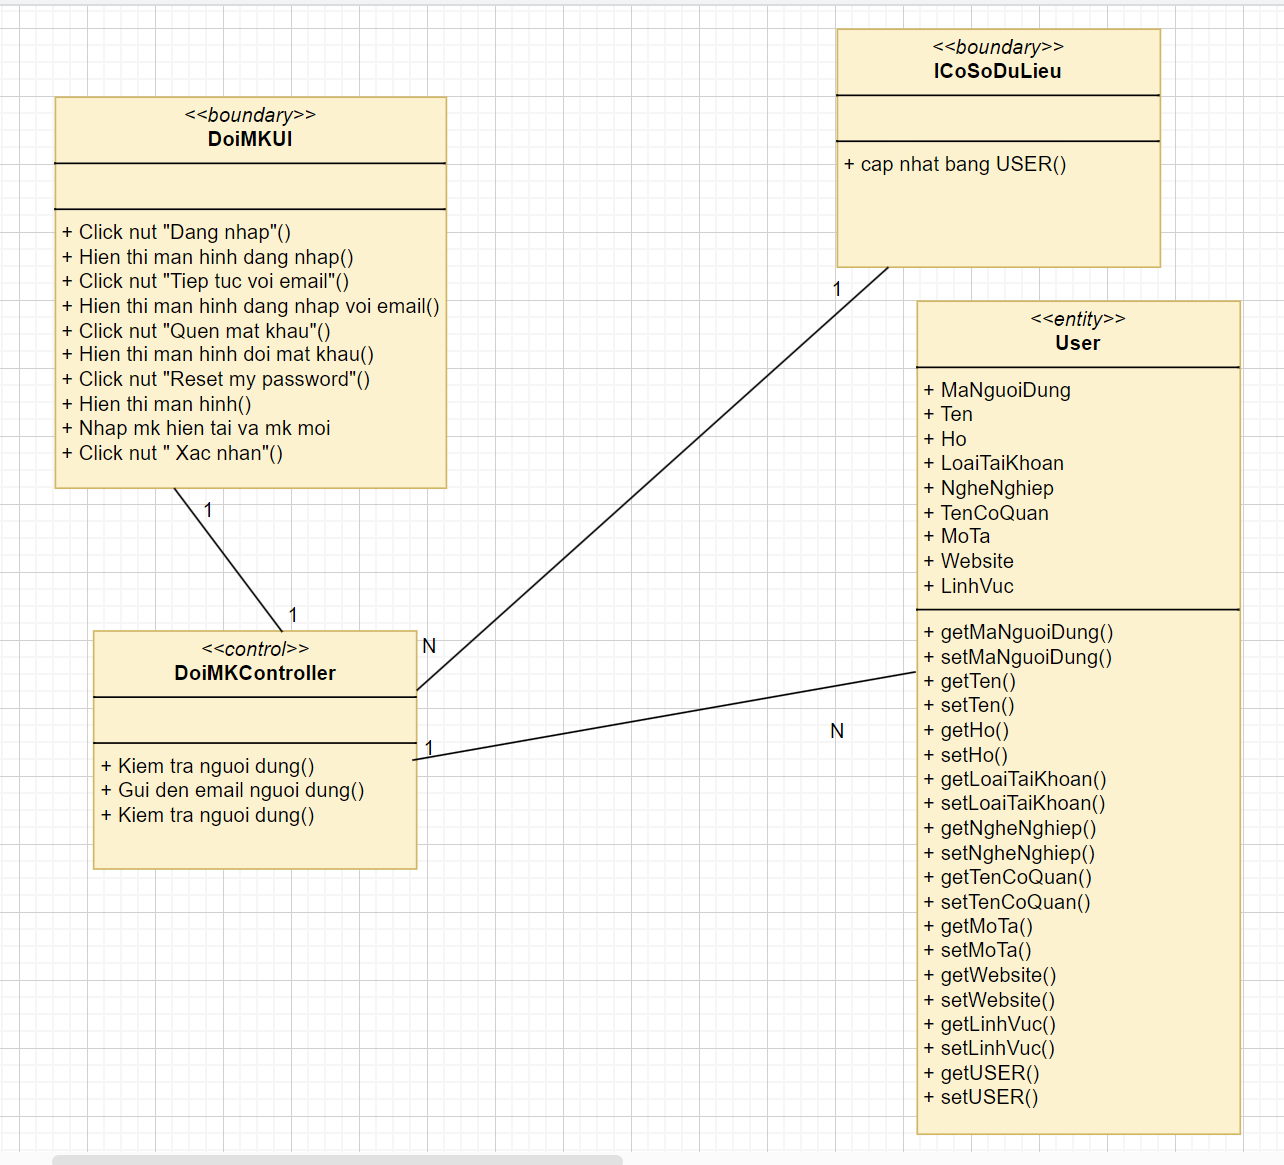 <<boundary>>
DoiMKUI
+ Click nut "Dang nhap"()
+ Hien thi man hinh dang nhap()
+ Click nut "Tiep tuc voi email"()
+ Hien thi man hinh dang nhap voi email()
+ Click nut "Quen mat khau"()
+ Hien thi man hinh doi mat khau()
+ Click nut "Reset my password"()
+ Hien thi man hinh()
+ Nhap mk hien tai va mk moi
+ Click nut " Xac nhan"()
1
1
<<control>>
DoiMKController
+ Kiem tra nguoi dung()
+ Gui den email nguoi dung()
+ Kiem tra nguoi dung()
<<boundary>>
ICoSoDuLieu
+ cap nhat bang USER()
1
N
1
N
<<entity>>
User
+ MaNguoiDung
+ Ten
+ Ho
+ LoaiTaiKhoan
+ NgheNghiep
+ TenCoQuan
+ MoTa
+ Website
+ LinhVuc
+ getMaNguoiDung()
+ setMaNguoiDung()
+ getTen()
+ setTen()
+ getHo()
+ setHo()
+ getLoaiTaiKhoan()
+ setLoaiTaiKhoan()
+ getNgheNghiep()
+ setNgheNghiep()
+ getTenCoQuan()
+ setTenCoQuan()
+ getMoTa()
+ setMoTa()
+ getWebsite()
+ setWebsite()
+ getLinhVuc()
+ setLinhVuc()
+ getUSER()
+ setUSER()